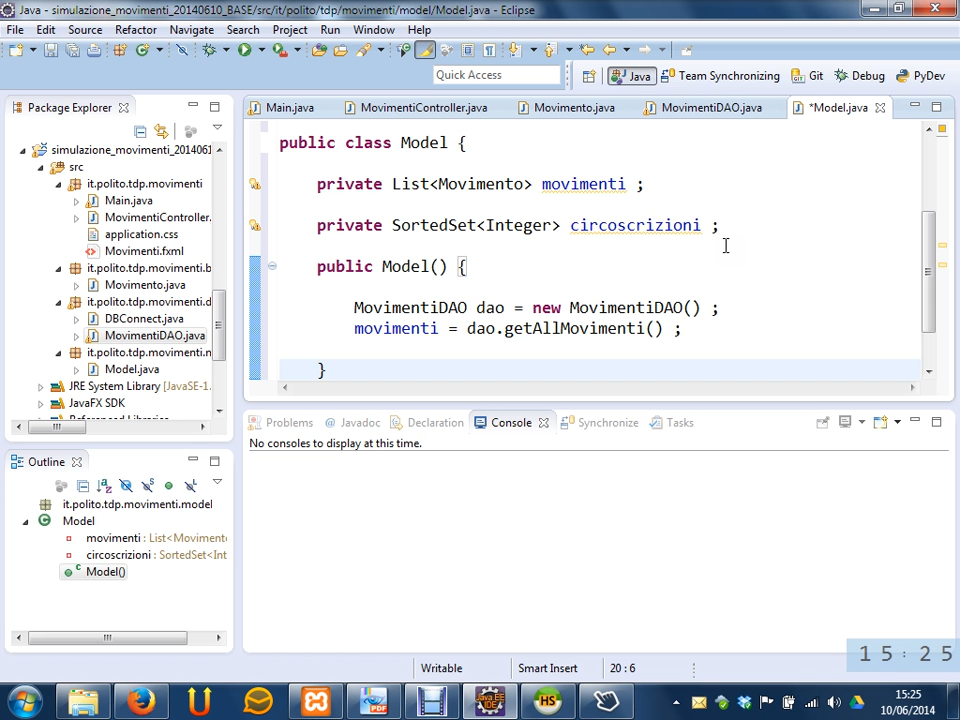 Java - simulazione_movimenti_20140610_BASE/src/it/polito/tdp/movimenti/model/Model.java - Eclipse
File Edit Source Refactor Navigate Search Project Run Window Help
Quick Access
Java Team Synchronizing Git Debug PyDev
Package Explorer
simulazione_movimenti_201406
src
it.polito.tdp.movimenti
Main.java
MovimentiController.
application.css
Movimenti.fxml
it.polito.tdp.movimenti.b
Movimento.java
it.polito.tdp.movimenti.d
DBConnect.java
MovimentiDAO.java
it.polito.tdp.movimenti.n
Model.java
JRE System Library [JavaSE-1.
JavaFX SDK
Referenced Libraries
Main.java MovimentiController.java Movimento.java MovimentiDAO.java *Model.java
public class Model {
private List<Movimento> movimenti ;
private SortedSet<Integer> circoscrizioni ;
public Model() {
MovimentiDAO dao = new MovimentiDAO() ;
movimenti = dao.getAllMovimenti() ;
}
Problems @ Javadoc Declaration Console Synchronize Tasks
No consoles to display at this time.
Outline
it.polito.tdp.movimenti.model
Model
movimenti : List<Movimento
circoscrizioni : SortedSet<Int
Model()
Writable Smart Insert 20 : 6
15:25
15:25
10/06/2014